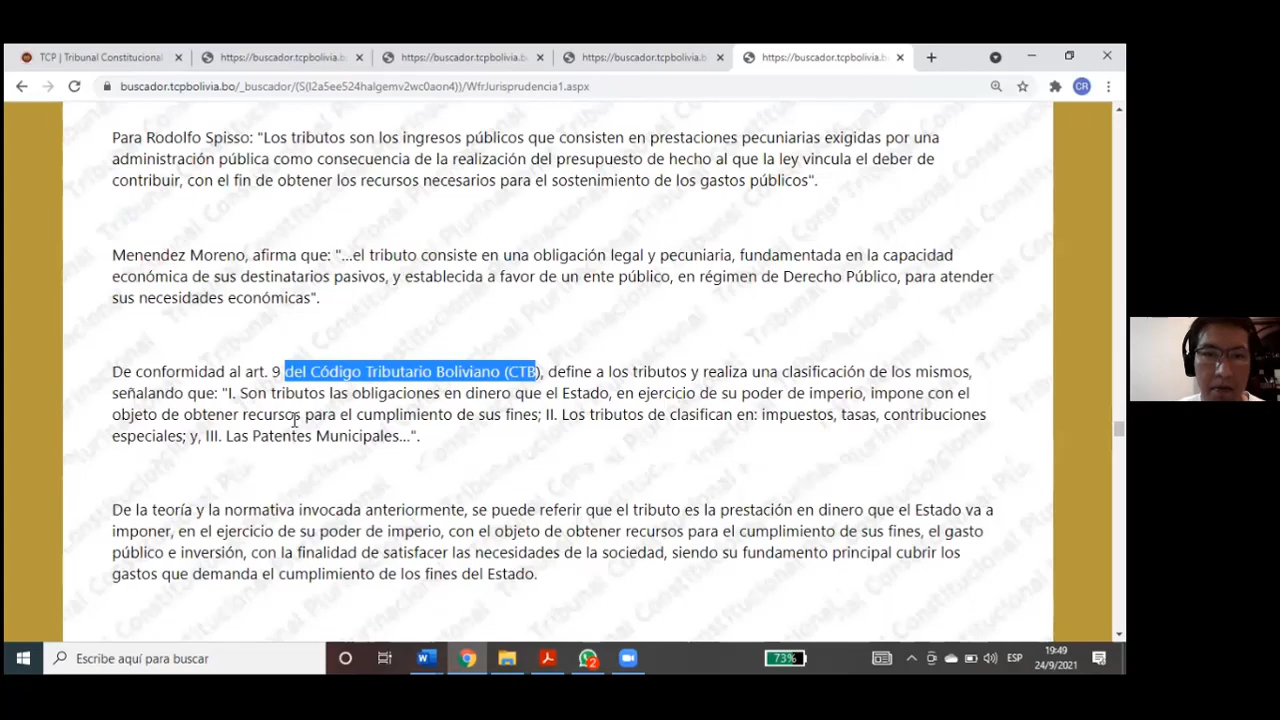 TCP | Tribunal Constitucional
https://buscador.tcpbolivia.b
https://buscador.tcpbolivia.
https://buscador.tcpbolivia.b
https://buscador.tcpbolivia.b
buscador.tcpbolivia.bo/_buscador/(S(l2a5ee524halgemv2wc0aon4))/WfrJurisprudencia1.aspx
CR
Para Rodolfo Spisso: "Los tributos son los ingresos públicos que consisten en prestaciones pecuniarias exigidas por una
administración pública como consecuencia de la realización del presupuesto de hecho al que la ley vincula el deber de
contribuir, con el fin de obtener los recursos necesarios para el sostenimiento de los gastos públicos".
Menendez Moreno, afirma que: "...el tributo consiste en una obligación legal y pecuniaria, fundamentada en la capacidad
económica de sus destinatarios pasivos, y establecida a favor de un ente público, en régimen de Derecho Público, para atender
sus necesidades económicas".
De conformidad al art. 9 del Código Tributario Boliviano (CTB), define a los tributos y realiza una clasificación de los mismos,
señalando que: "I. Son tributos las obligaciones en dinero que el Estado, en ejercicio de su poder de imperio, impone con el
objeto de obtener recursos para el cumplimiento de sus fines; II. Los tributos de clasifican en: impuestos, tasas, contribuciones
especiales; y, III. Las Patentes Municipales...".
De la teoría y la normativa invocada anteriormente, se puede referir que el tributo es la prestación en dinero que el Estado va a
imponer, en el ejercicio de su poder de imperio, con el objeto de obtener recursos para el cumplimiento de sus fines, el gasto
público e inversión, con la finalidad de satisfacer las necesidades de la sociedad, siendo su fundamento principal cubrir los
gastos que demanda el cumplimiento de los fines del Estado.
Escribe aquí para buscar
2
73%
ESP
19:49
24/9/2021